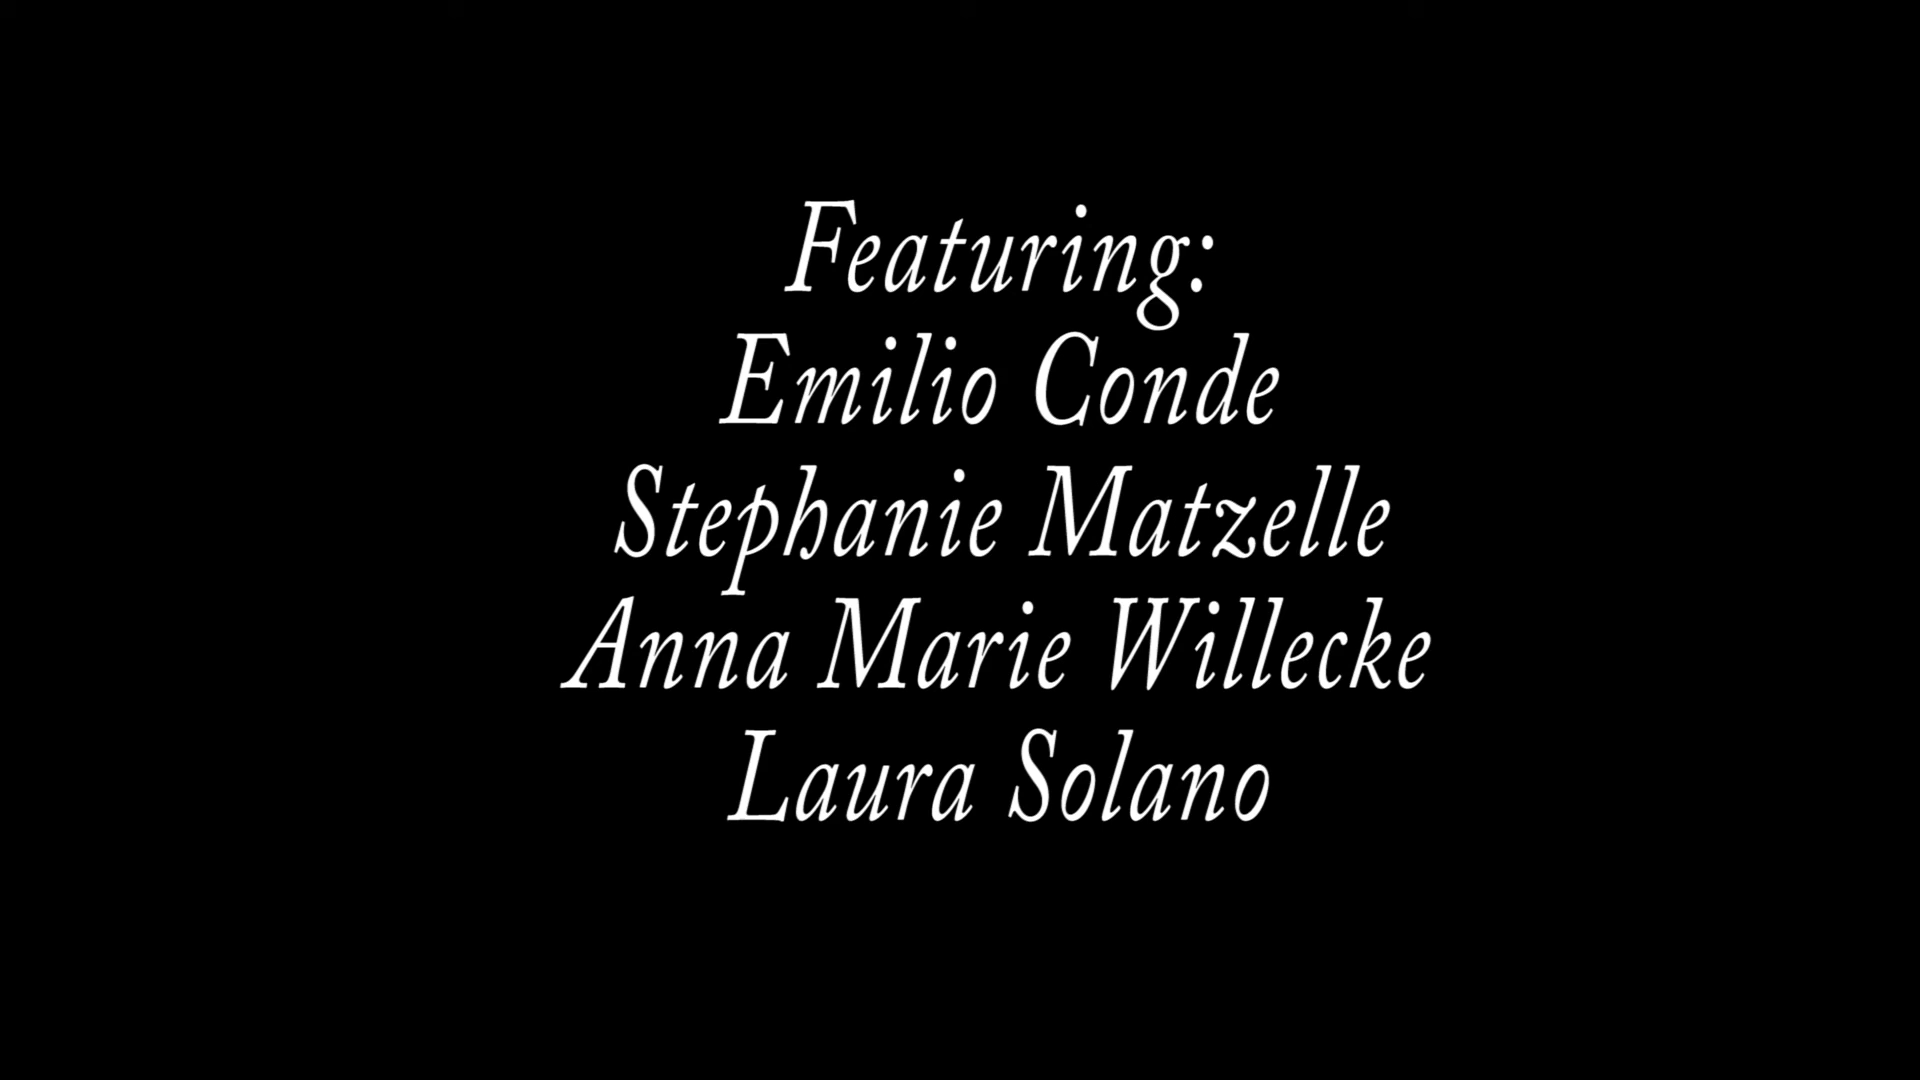 Featuring:
Emilio Conde
Stephanie Matzelle
Anna Marie Willecke
Laura Solano